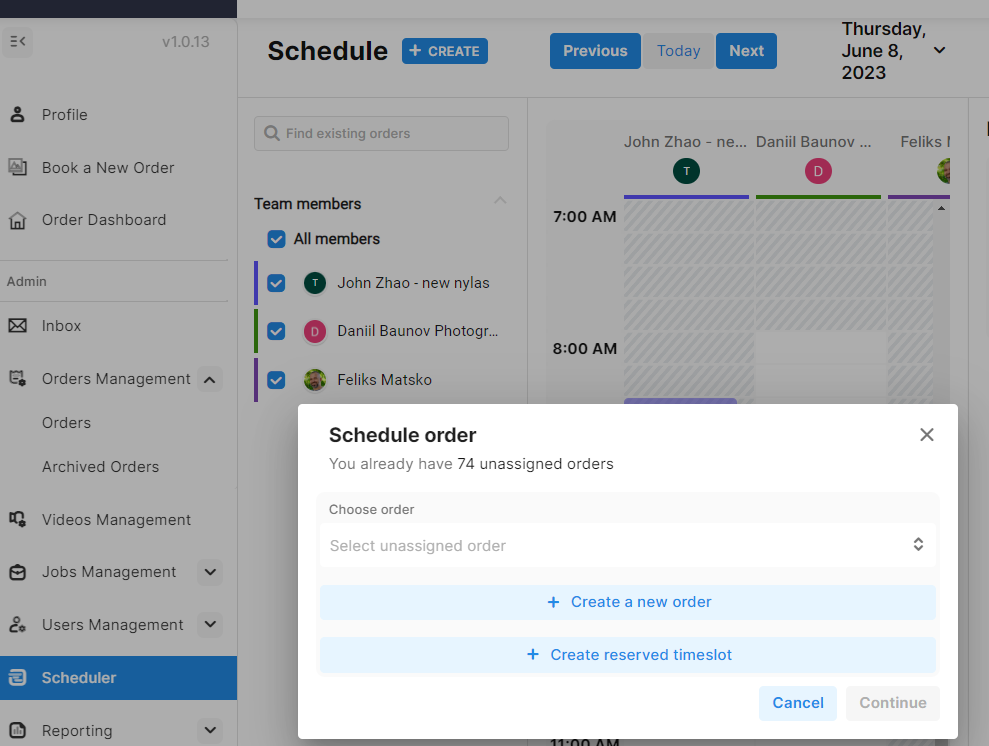 v1.0.13
Profile
Book a New Order
Order Dashboard
Admin
Inbox
Orders Management
Orders
Archived Orders
Videos Management
Jobs Management
Users Management
Scheduler
Reporting
Schedule
+ CREATE
Previous
Today
Next
Thursday,
June 8,
2023
Find existing orders
Team members
All members
T John Zhao - new nylas
D Daniil Baunov Photogr...
Feliks Matsko
John Zhao - ne...
Daniil Baunov ...
Feliks
T
D
7:00 AM
8:00 AM
Schedule order
You already have 74 unassigned orders
Choose order
Select unassigned order
+ Create a new order
+ Create reserved timeslot
Cancel
Continue
11:00 AM